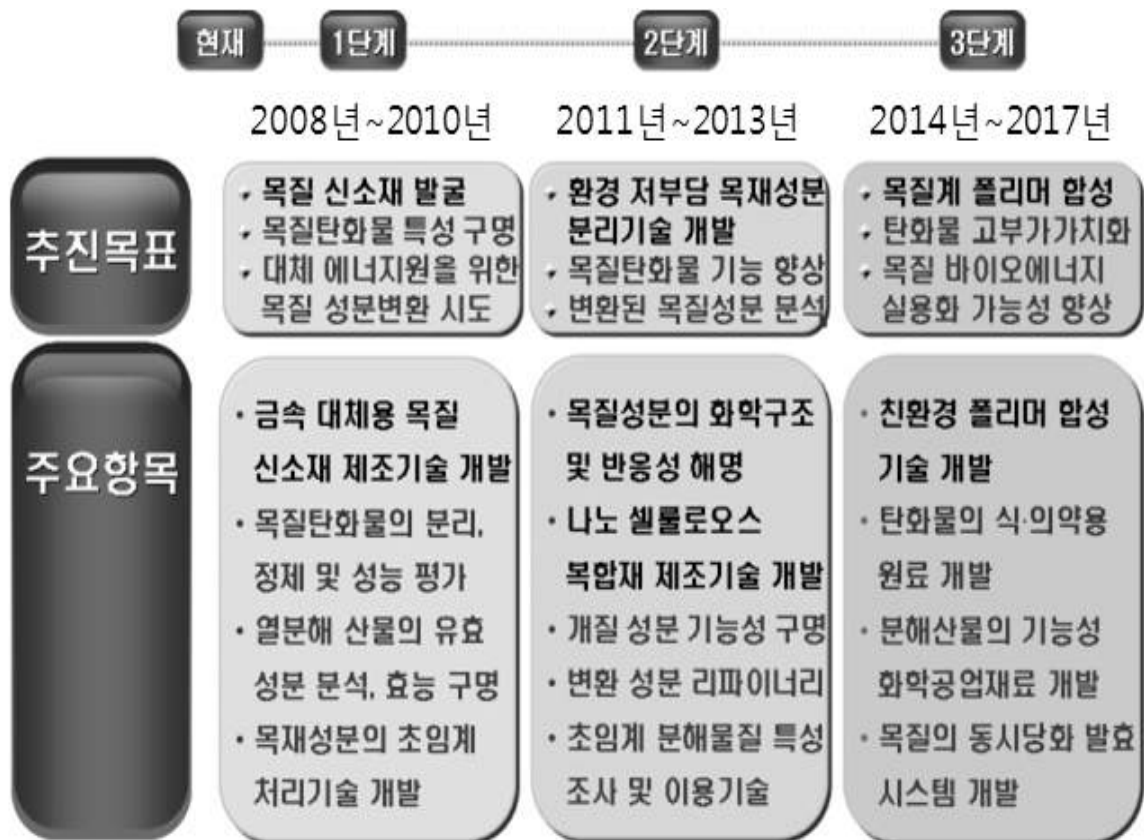 현재
1단계
2단계
3단계
2008년~2010년
2011년~2013년
2014년~2017년
추진목표
목질 신소재 발굴
목질탄화물 특성 구명
대체 에너지원을 위한
목질 성분변환 시도
환경 저부담 목재성분
분리기술 개발
목질탄화물 기능 향상
변환된 목질성분 분석
목질계 폴리머 합성
탄화물 고부가가치화
목질 바이오에너지
실용화 가능성 향상
주요항목
• 금속 대체용 목질
신소재 제조기술 개발
• 목질탄화물의 분리,
정제 및 성능 평가
• 열분해 산물의 유효
성분 분석, 효능 구명
• 목재성분의 초임계
처리기술 개발
• 목질성분의 화학구조
및 반응성 해명
• 나노 셀룰로오스
복합재 제조기술 개발
• 개질 성분 기능성 구명
• 변환 성분 리파이너리
• 초임계 분해물질 특성
조사 및 이용기술
• 친환경 폴리머 합성
기술 개발
• 탄화물의 식·의약용
원료 개발
• 분해산물의 기능성
화학공업재료 개발
• 목질의 동시당화 발효
시스템 개발